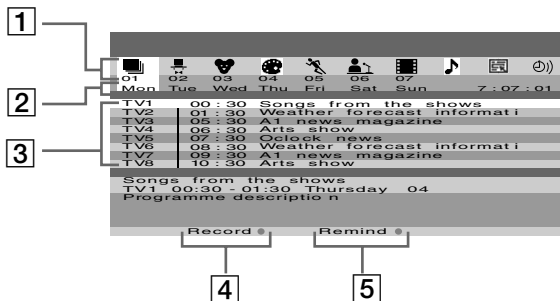 1
01 02 03 04 05 06 07
2
Mon Tue Wed Thu Fri Sat Sun 7:07:01
3
TV1 00:30 Songs from the shows
TV2 01:30 Weather forecast informati
TV3 05:30 A1 news magazine
TV4 06:30 Arts show
TV5 07:30 Oclock news
TV6 08:30 Weather forecast informati
TV7 09:30 A1 news magazine
TV8 10:30 Arts show
Songs from the shows
TV1 00:30 - 01:30 Thursday 04
Programme descriptio n
Record Remind
4 5